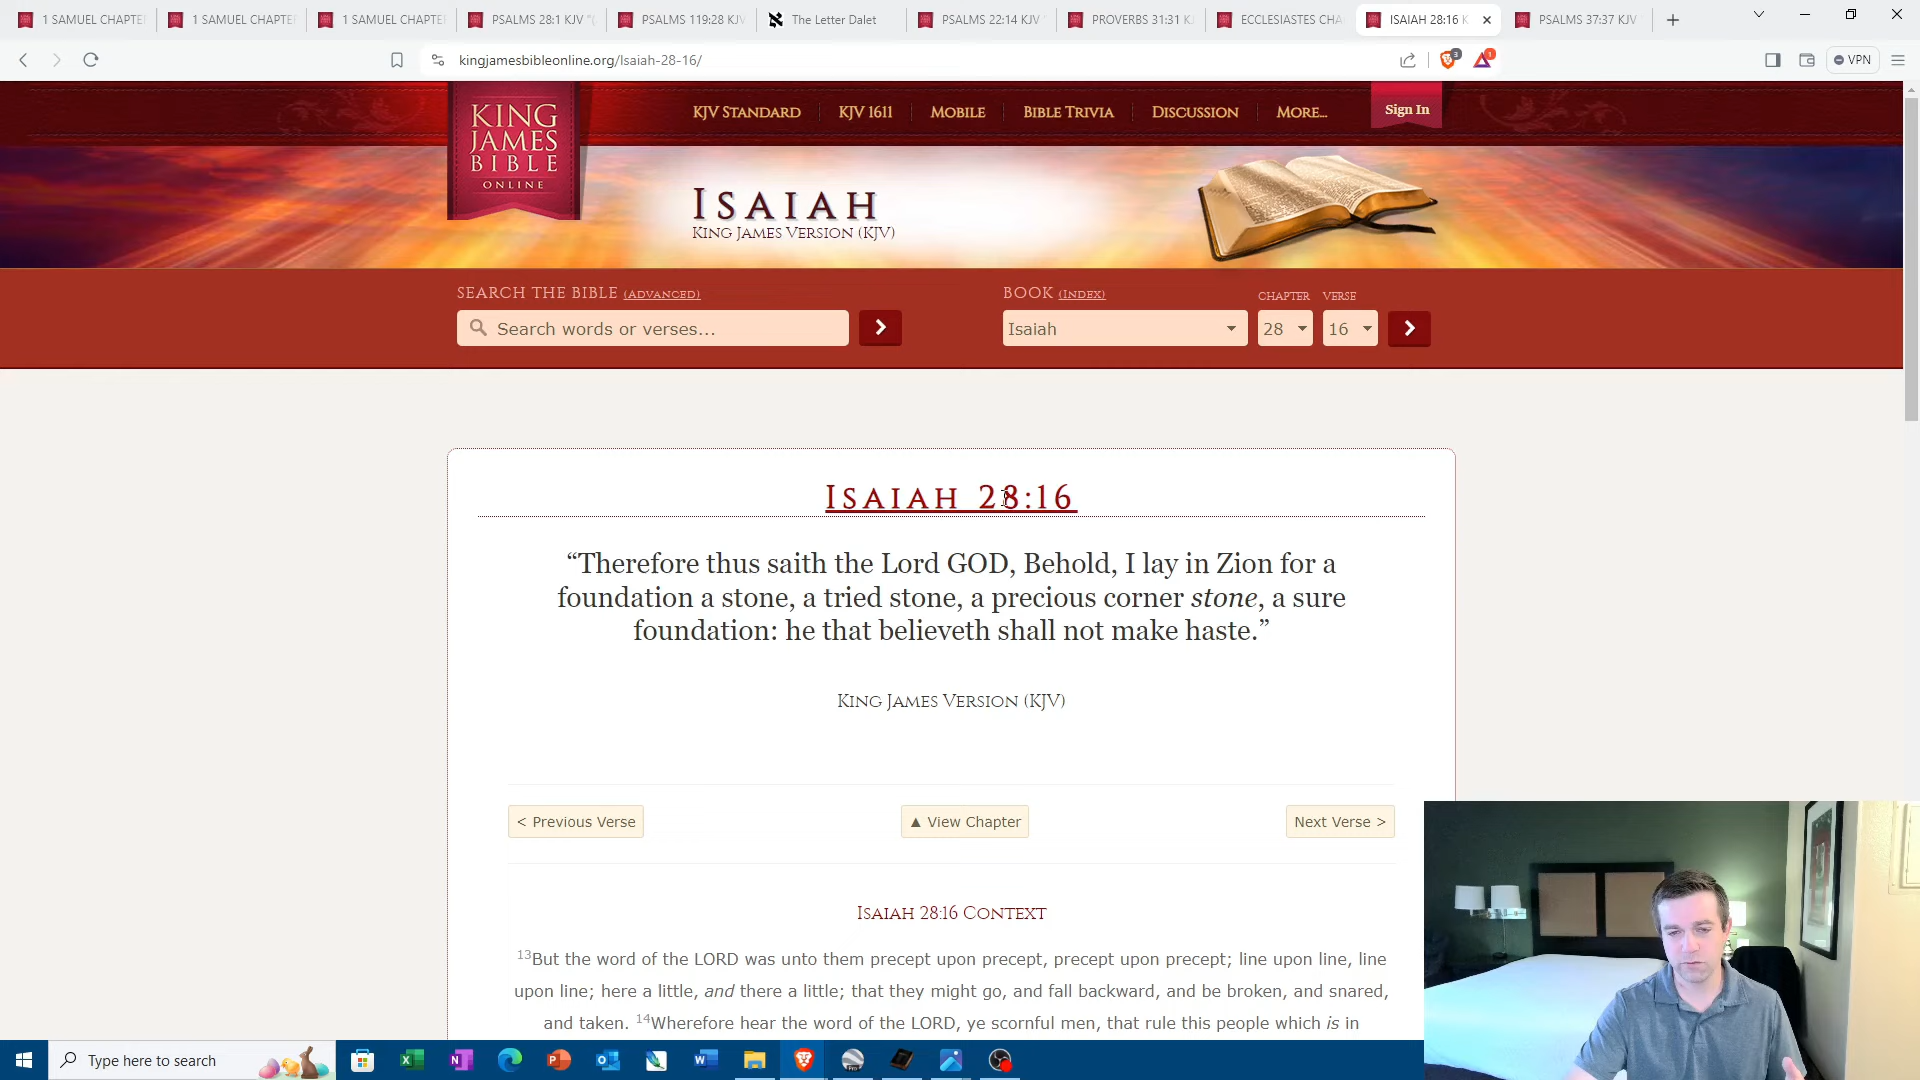 1 SAMUEL CHAPTE
1 SAMUEL CHAPTE
1 SAMUEL CHAPTE
PSALMS 28:1 KJV "(
PSALMS 119:28 KJV
The Letter Dalet
PSALMS 22:14 KJV
PROVERBS 31:31 K
ECCLESIASTES CHA
ISAIAH 28:16 K
PSALMS 37:37 KJV
kingjamesbibleonline.org/Isaiah-28-16/
3
1
VPN
KING
JAMES
BIBLE
ONLINE
KJV STANDARD
KJV 1611
MOBILE
BIBLE TRIVIA
DISCUSSION
MORE...
Sign In
ISAIAH
KING JAMES VERSION (KJV)
SEARCH THE BIBLE (ADVANCED)
Search words or verses...
BOOK (INDEX)
CHAPTER
VERSE
Isaiah
28
16
ISAIAH 28:16
“Therefore thus saith the Lord GOD, Behold, I lay in Zion for a
foundation a stone, a tried stone, a precious corner stone, a sure
foundation: he that believeth shall not make haste.”
KING JAMES VERSION (KJV)
< Previous Verse
▲ View Chapter
Next Verse >
ISAIAH 28:16 CONTEXT
13But the word of the LORD was unto them precept upon precept, precept upon precept; line upon line, line
upon line; here a little, and there a little; that they might go, and fall backward, and be broken, and snared,
and taken. 14Wherefore hear the word of the LORD, ye scornful men, that rule this people which is in
Type here to search